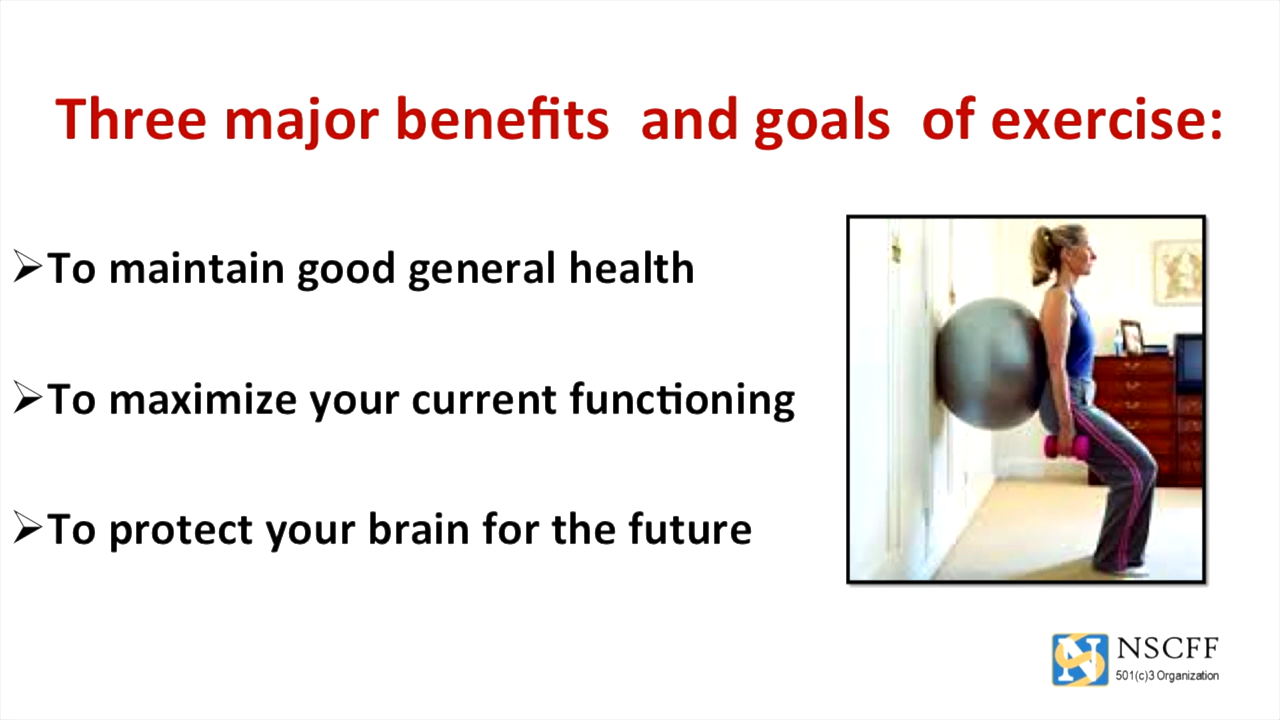 Three major benefits and goals of exercise:
➢To maintain good general health
➢To maximize your current functioning
➢To protect your brain for the future
NSCFF
501(c)3 Organization